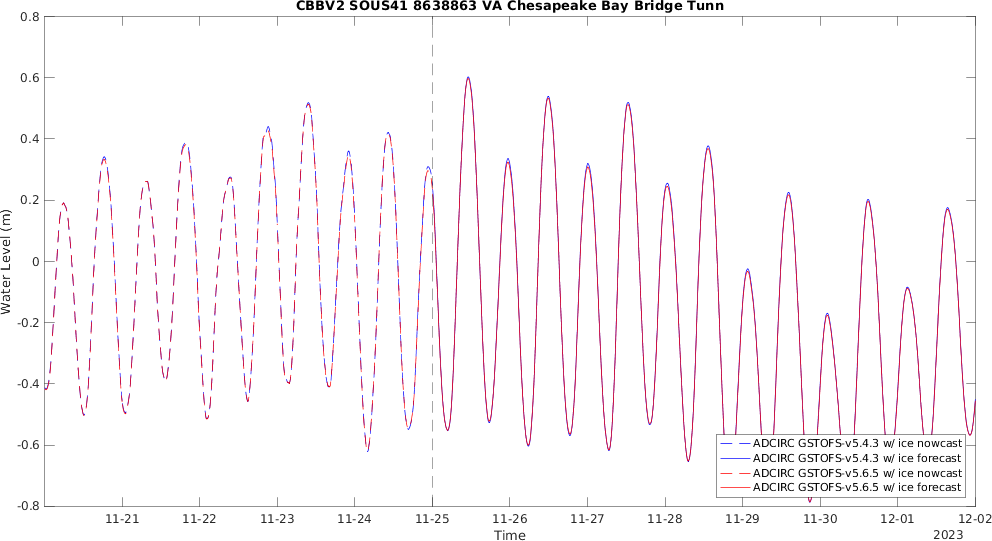 CBBV2 SOUS41 8638863 VA Chesapeake Bay Bridge Tunn
0.8
0.6
0.4
0.2
0
-0.2
-0.4
-0.6
-0.8
Water Level (m)
ADCIRC GSTOFS-v5.4.3 w/ ice nowcast
ADCIRC GSTOFS-v5.4.3 w/ ice forecast
ADCIRC GSTOFS-v5.6.5 w/ ice nowcast
ADCIRC GSTOFS-v5.6.5 w/ ice forecast
11-21 11-22 11-23 11-24 11-25 11-26 11-27 11-28 11-29 11-30 12-01 12-02
Time
2023